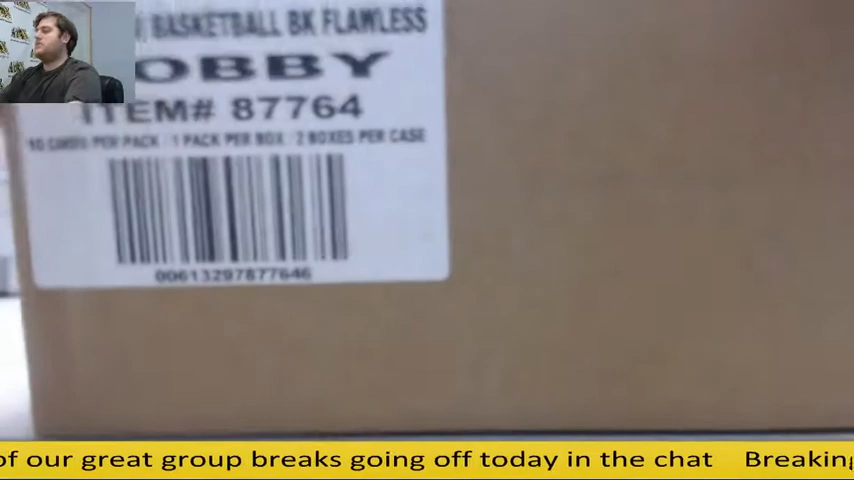 BASKETBALL BK FLAWLESS
OBBY
ITEM# 87764
10 CARDS PER PACK / 1 PACK PER BOX / 2 BOXES PER CASE
00613297877646
of our great group breaks going off today in the chat Breaking